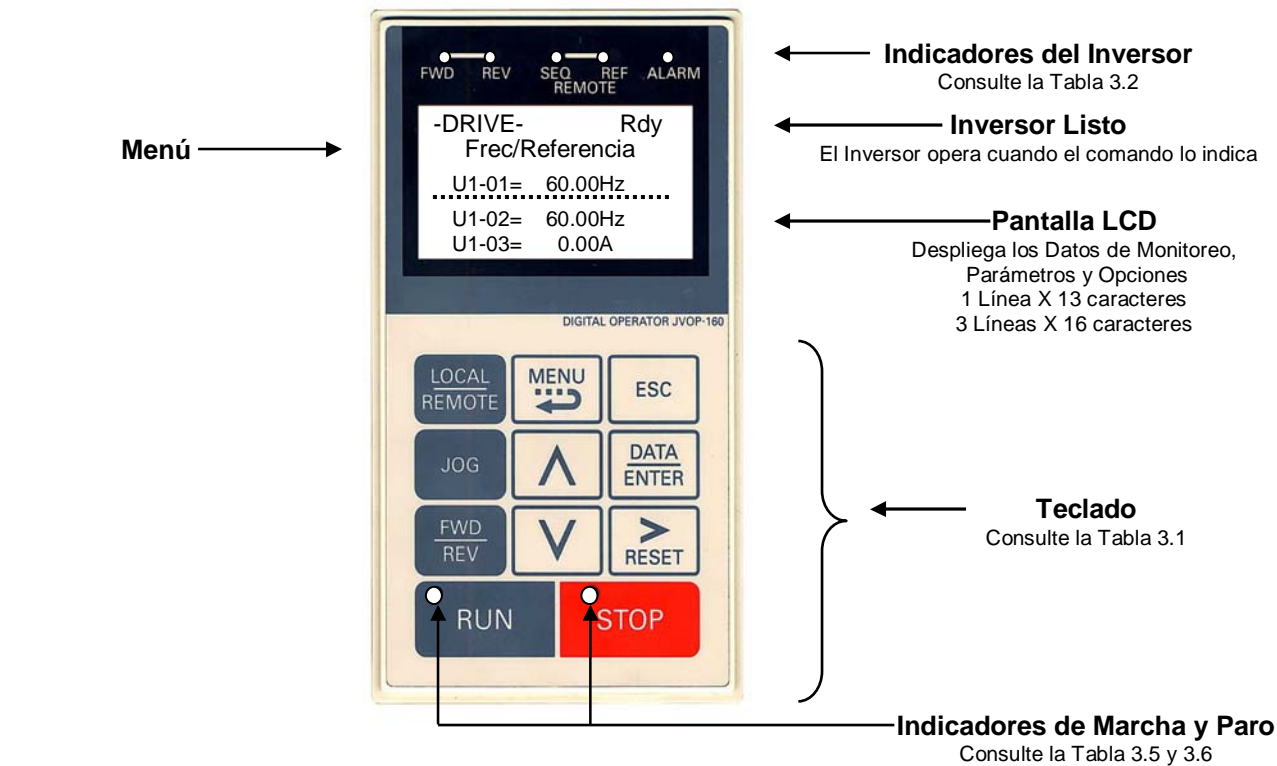 FWD REV SEQ REF ALARM
REMOTE
Indicadores del Inversor
Consulte la Tabla 3.2
-DRIVE- Rdy
Frec/Referencia
U1-01= 60.00Hz
U1-02= 60.00Hz
U1-03= 0.00A
Inversor Listo
El Inversor opera cuando el comando lo indica
Menú
Pantalla LCD
Despliega los Datos de Monitoreo,
Parámetros y Opciones
1 Línea X 13 caracteres
3 Líneas X 16 caracteres
DIGITAL OPERATOR JVOP-160
LOCAL
REMOTE
MENU
ESC
JOG
DATA
ENTER
FWD
REV
>
RESET
RUN
STOP
Teclado
Consulte la Tabla 3.1
Indicadores de Marcha y Paro
Consulte la Tabla 3.5 y 3.6